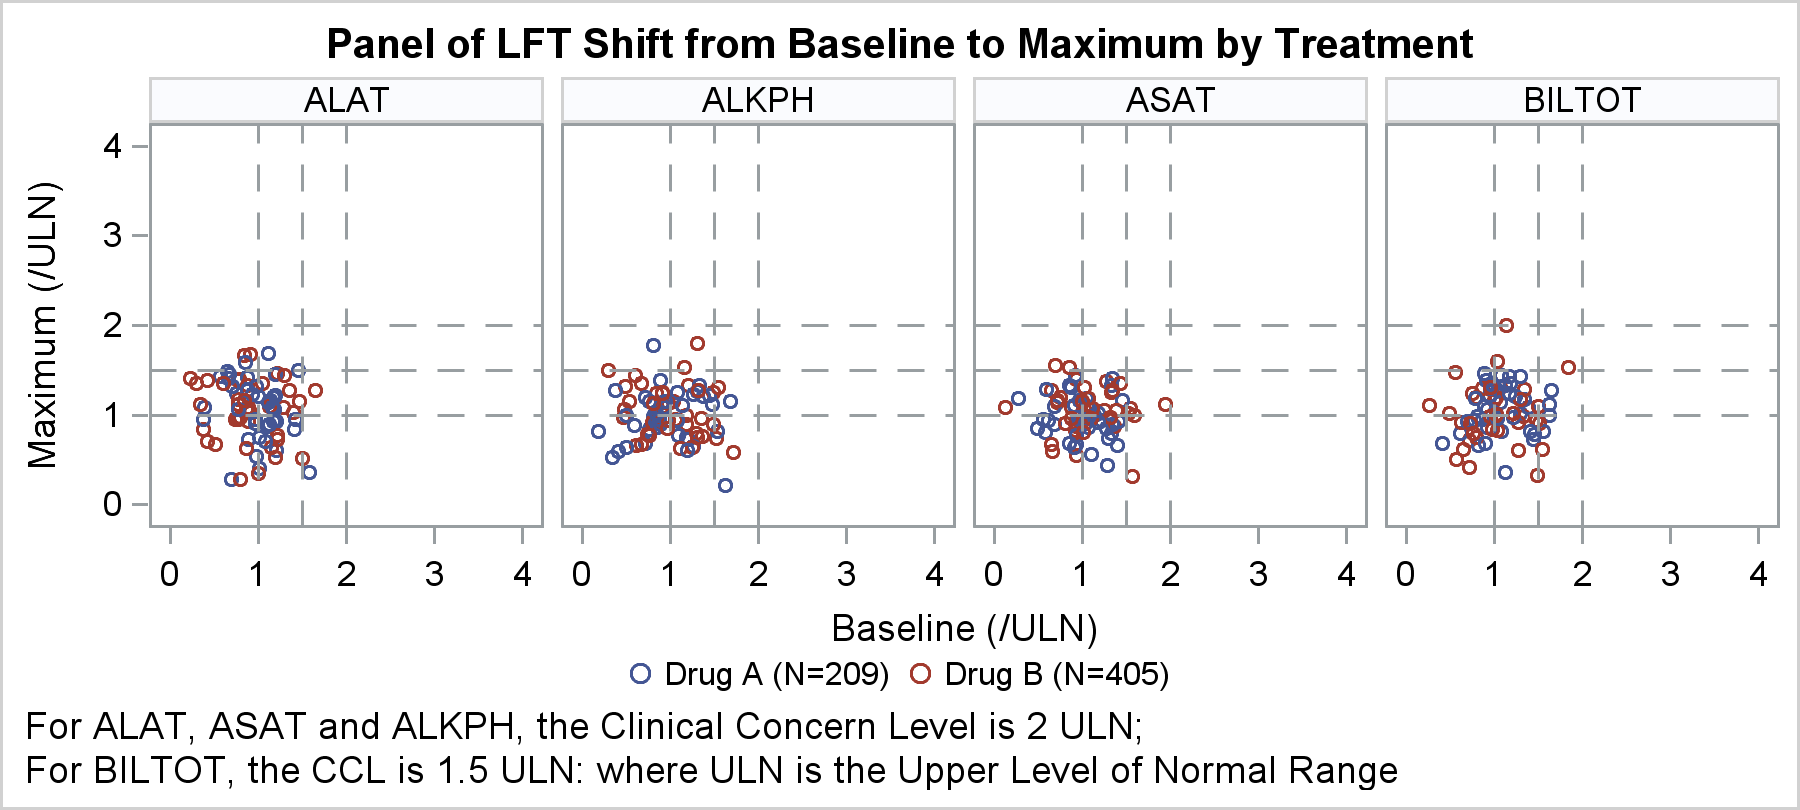 Panel of LFT Shift from Baseline to Maximum by Treatment
ALAT ALKPH ASAT BILTOT
Maximum (/ULN)
4
3
2
1
0
0 1 2 3 4 0 1 2 3 4 0 1 2 3 4 0 1 2 3 4
Baseline (/ULN)
Drug A (N=209) Drug B (N=405)
For ALAT, ASAT and ALKPH, the Clinical Concern Level is 2 ULN;
For BILTOT, the CCL is 1.5 ULN: where ULN is the Upper Level of Normal Range